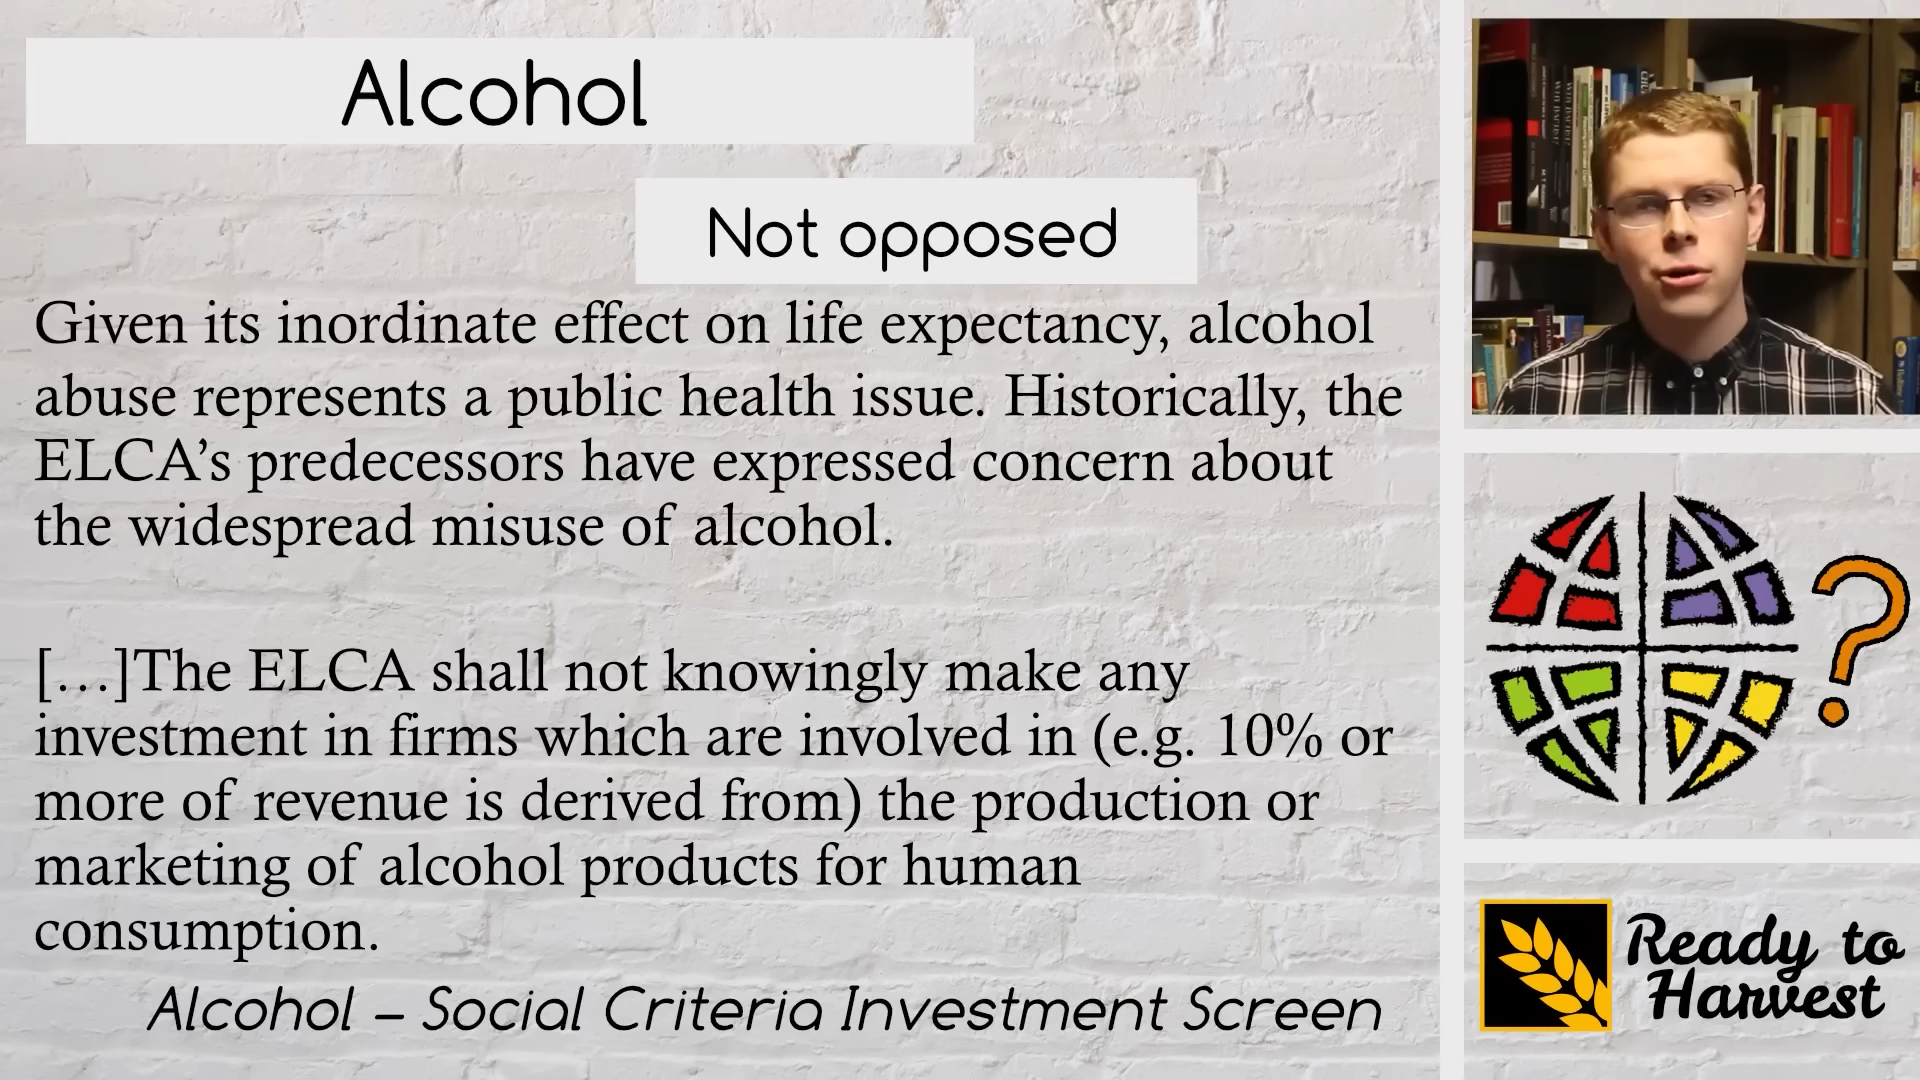 Alcohol
Not opposed
Given its inordinate effect on life expectancy, alcohol
abuse represents a public health issue. Historically, the
ELCA’s predecessors have expressed concern about
the widespread misuse of alcohol.
[…]The ELCA shall not knowingly make any
investment in firms which are involved in (e.g. 10% or
more of revenue is derived from) the production or
marketing of alcohol products for human
consumption.
Alcohol – Social Criteria Investment Screen
?
Ready to
Harvest